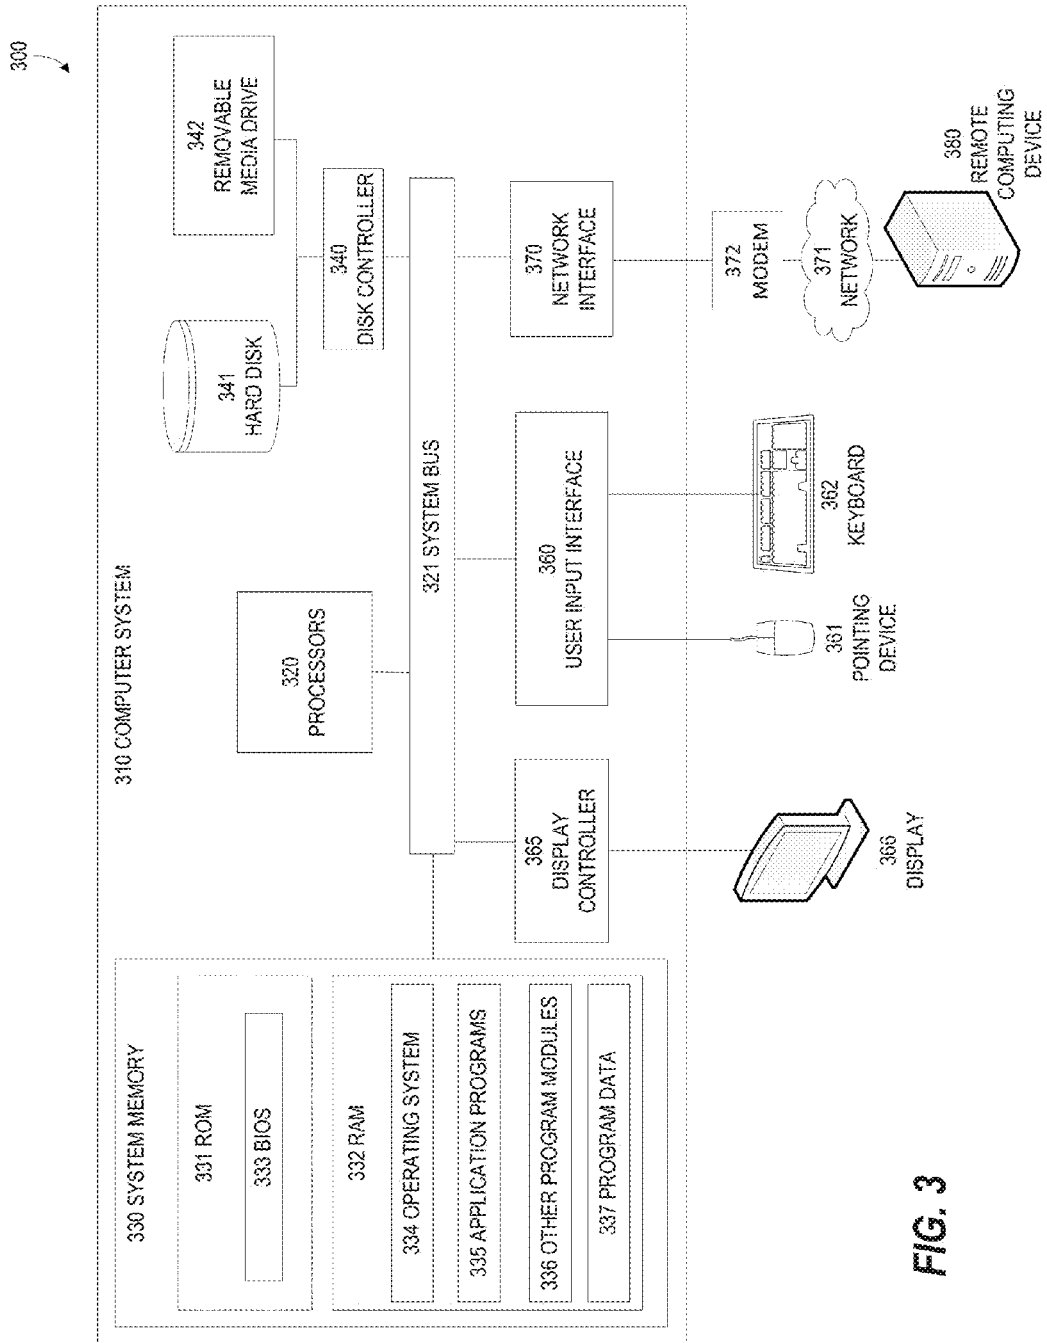 300
310 COMPUTER SYSTEM
330 SYSTEM MEMORY
331 ROM
333 BIOS
332 RAM
334 OPERATING SYSTEM
335 APPLICATION PROGRAMS
336 OTHER PROGRAM MODULES
337 PROGRAM DATA
320
PROCESSORS
341
HARD DISK
342
REMOVABLE
MEDIA DRIVE
340
DISK CONTROLLER
321 SYSTEM BUS
365
DISPLAY
CONTROLLER
360
USER INPUT INTERFACE
370
NETWORK
INTERFACE
366
DISPLAY
361
POINTING
DEVICE
362
KEYBOARD
372
MODEM
371
NETWORK
380
REMOTE
COMPUTING
DEVICE
FIG. 3